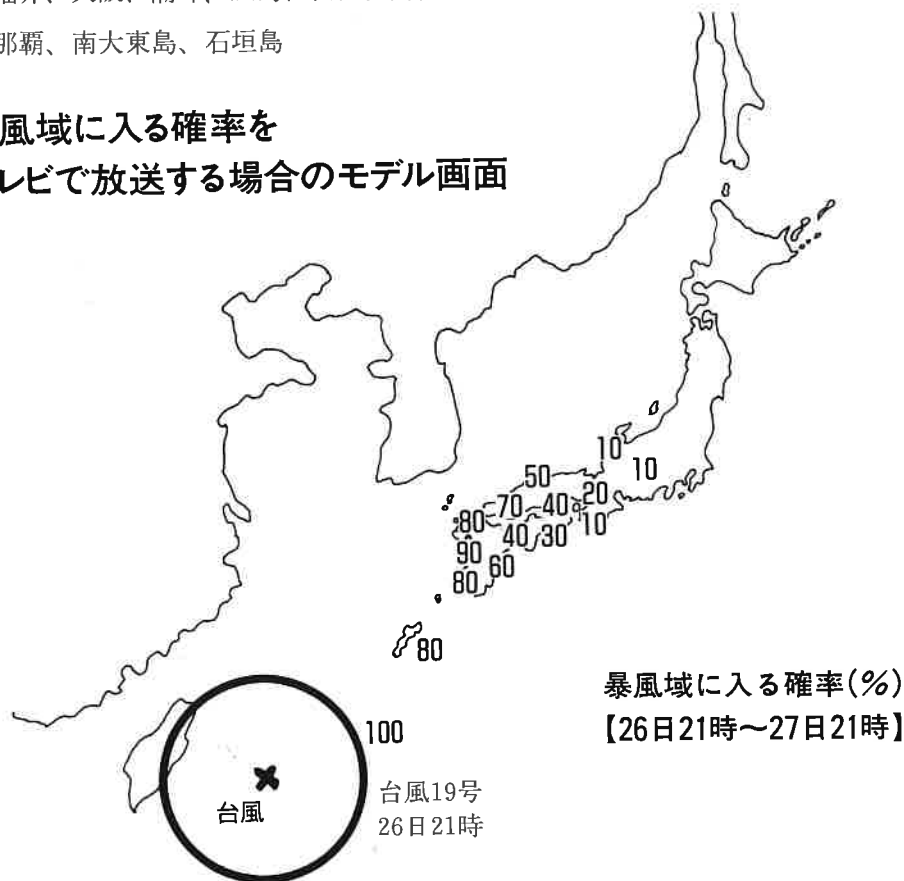 那覇、南大東島、石垣島
風域に入る確率を
レビで放送する場合のモデル画面
10
10
50
20
70
40
80
10
40
30
90
60
80
80
暴風域に入る確率(%)
【26日21時～27日21時】
100
台風19号
台風
26日21時